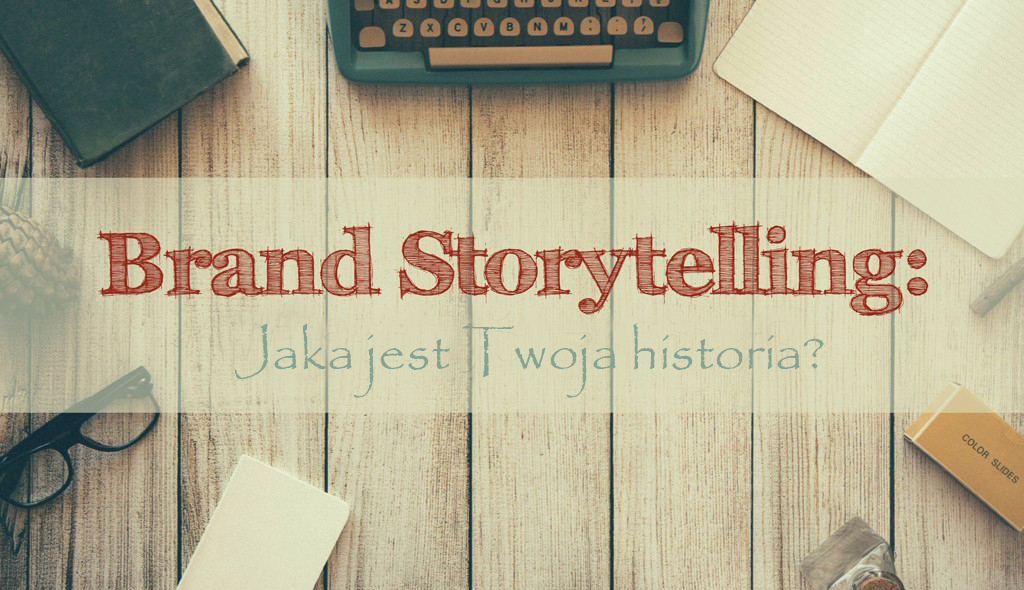 Z X C V B N M
Brand Storytelling:
Jaka jest Twoja historia?
COLOR SLIDES